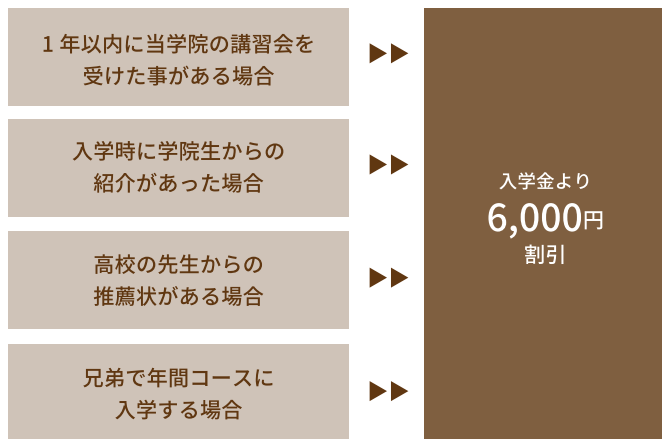 1年以内に当学院の講習会を
受けた事がある場合
入学時に学院生からの
紹介があった場合
高校の先生からの
推薦状がある場合
兄弟で年間コースに
入学する場合
入学金より
6,000円
割引